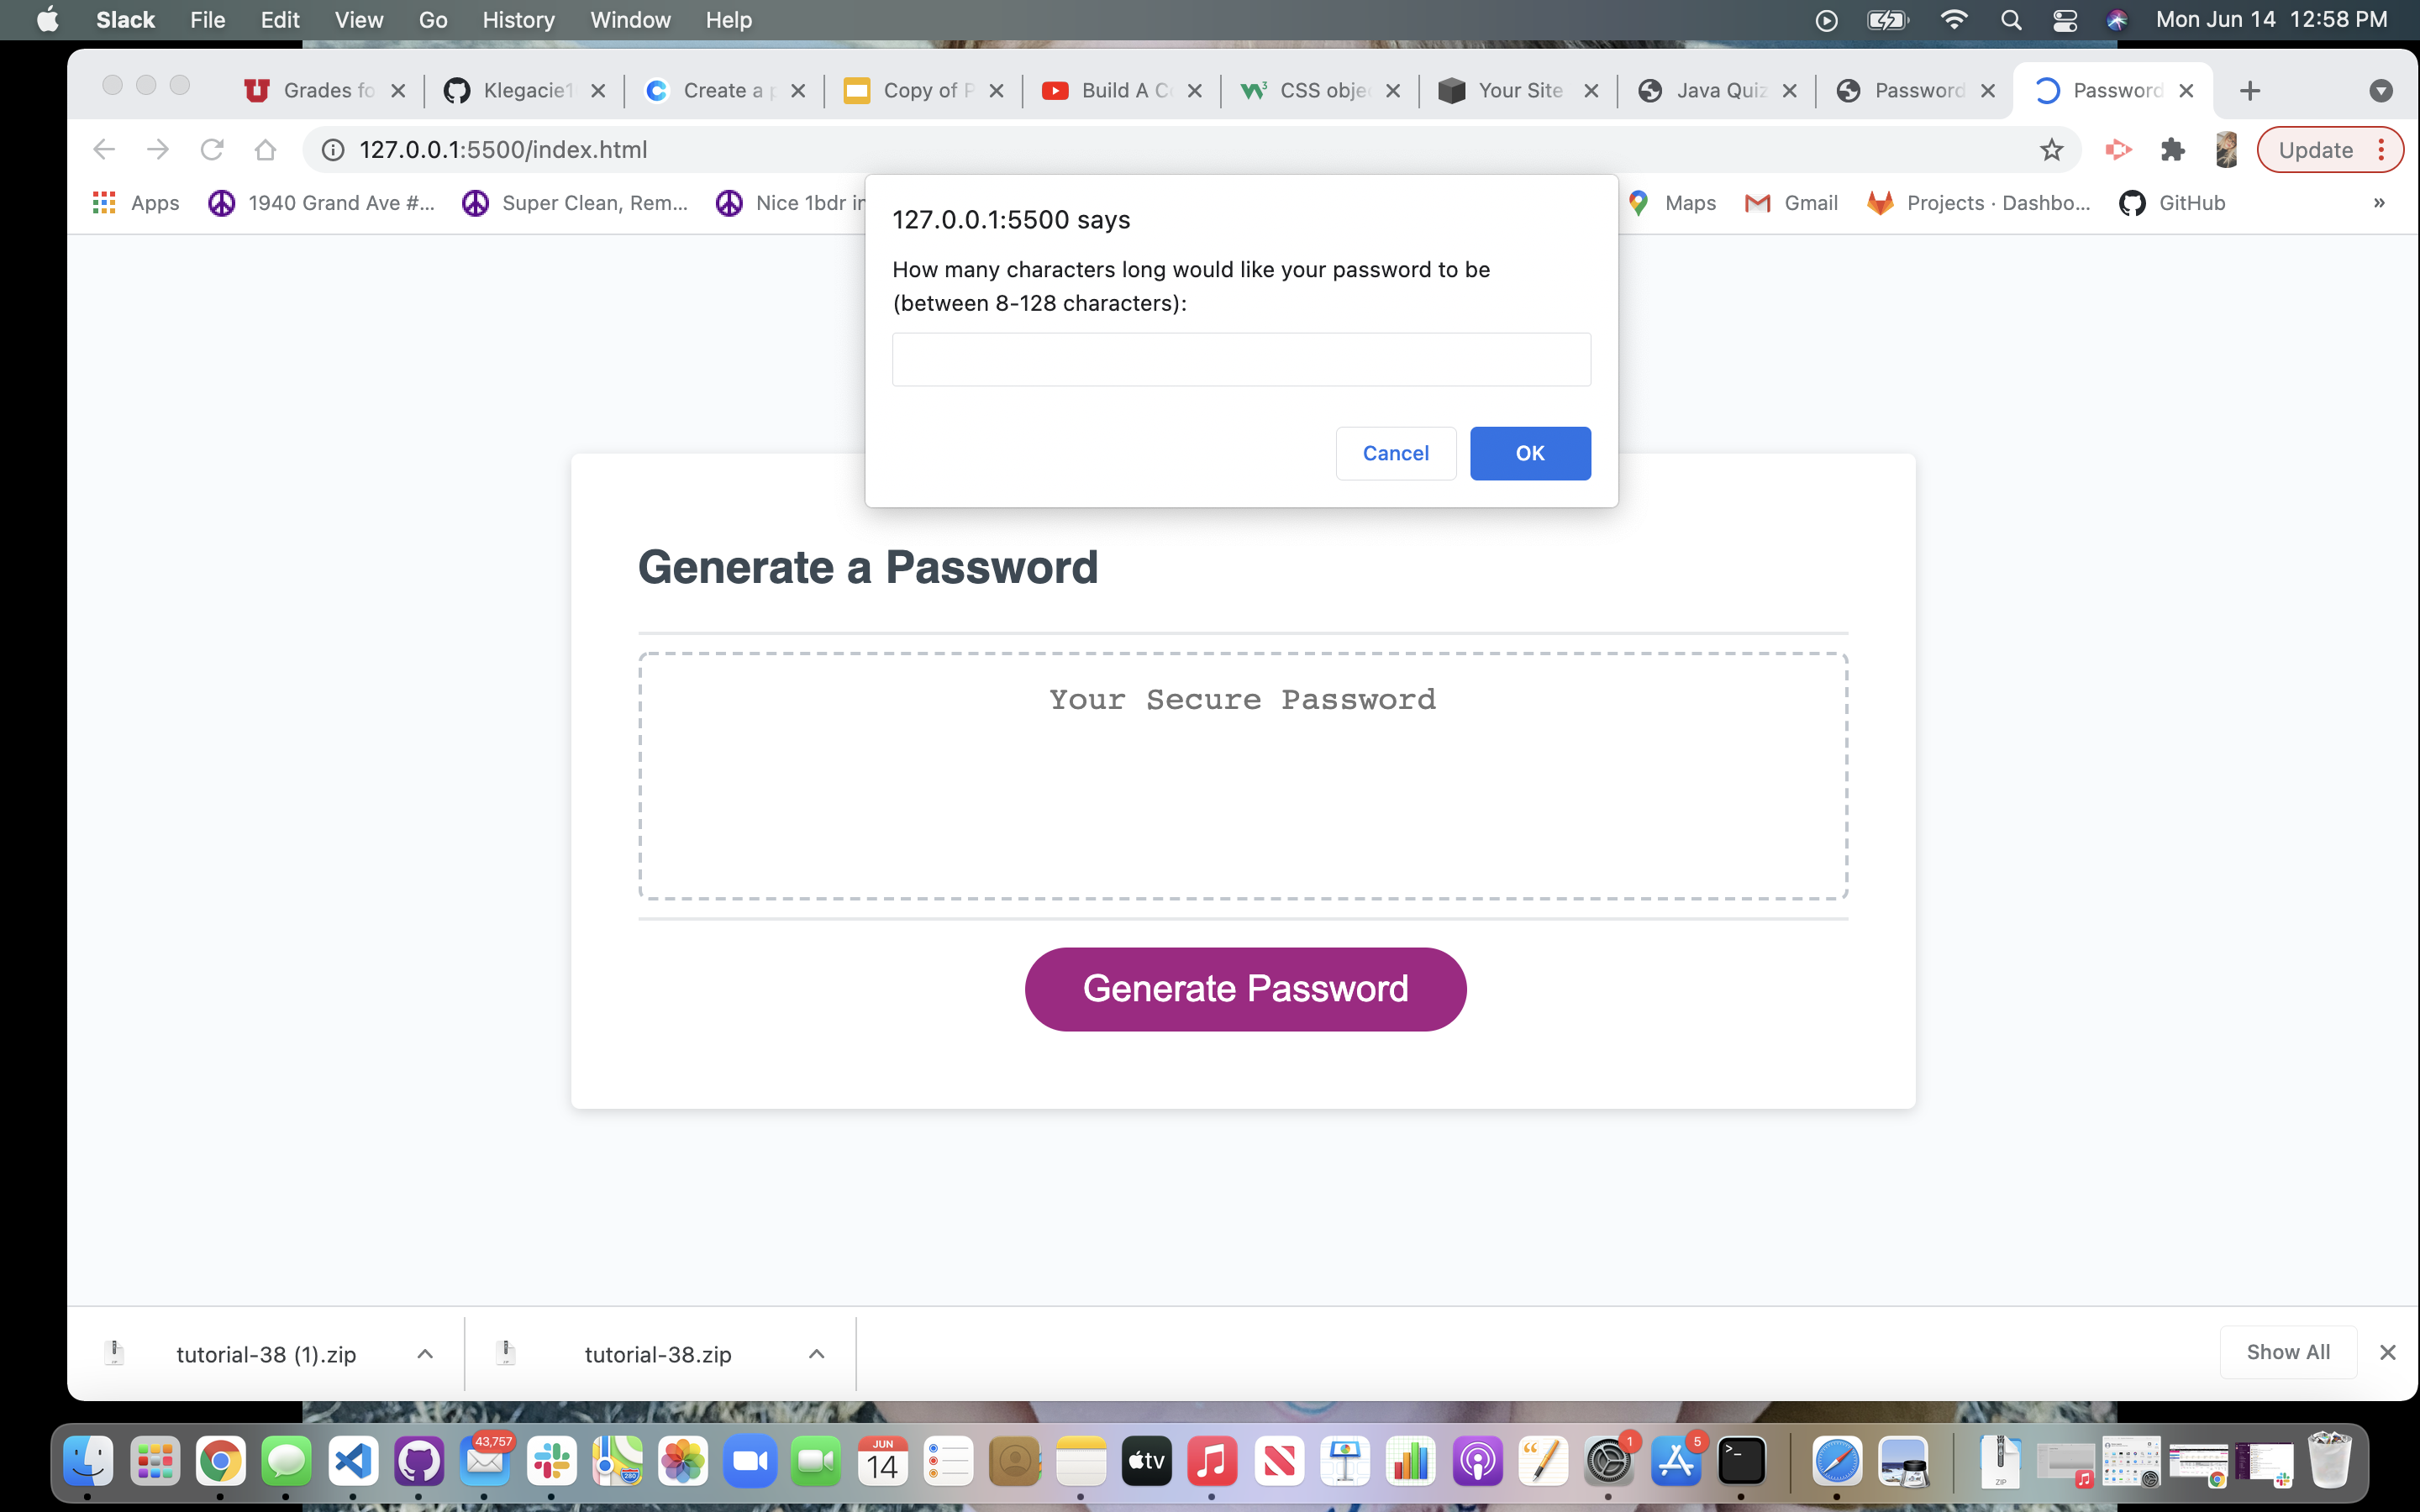 Slack File Edit View Go History Window Help Mon Jun 14 12:58 PM
Grades fo Klegacie1 Create a p Copy of P Build A Co CSS obje Your Site Java Quiz Password Password
127.0.0.1:5500/index.html Update
Apps 1940 Grand Ave #... Super Clean, Rem... Nice 1bdr in Maps Gmail Projects · Dashbo... GitHub »
127.0.0.1:5500 says
How many characters long would like your password to be
(between 8-128 characters):
Cancel OK
Generate a Password
Your Secure Password
Generate Password
tutorial-38 (1).zip tutorial-38.zip Show All
43,757 JUN 14 280 tv 1 5 ZIP